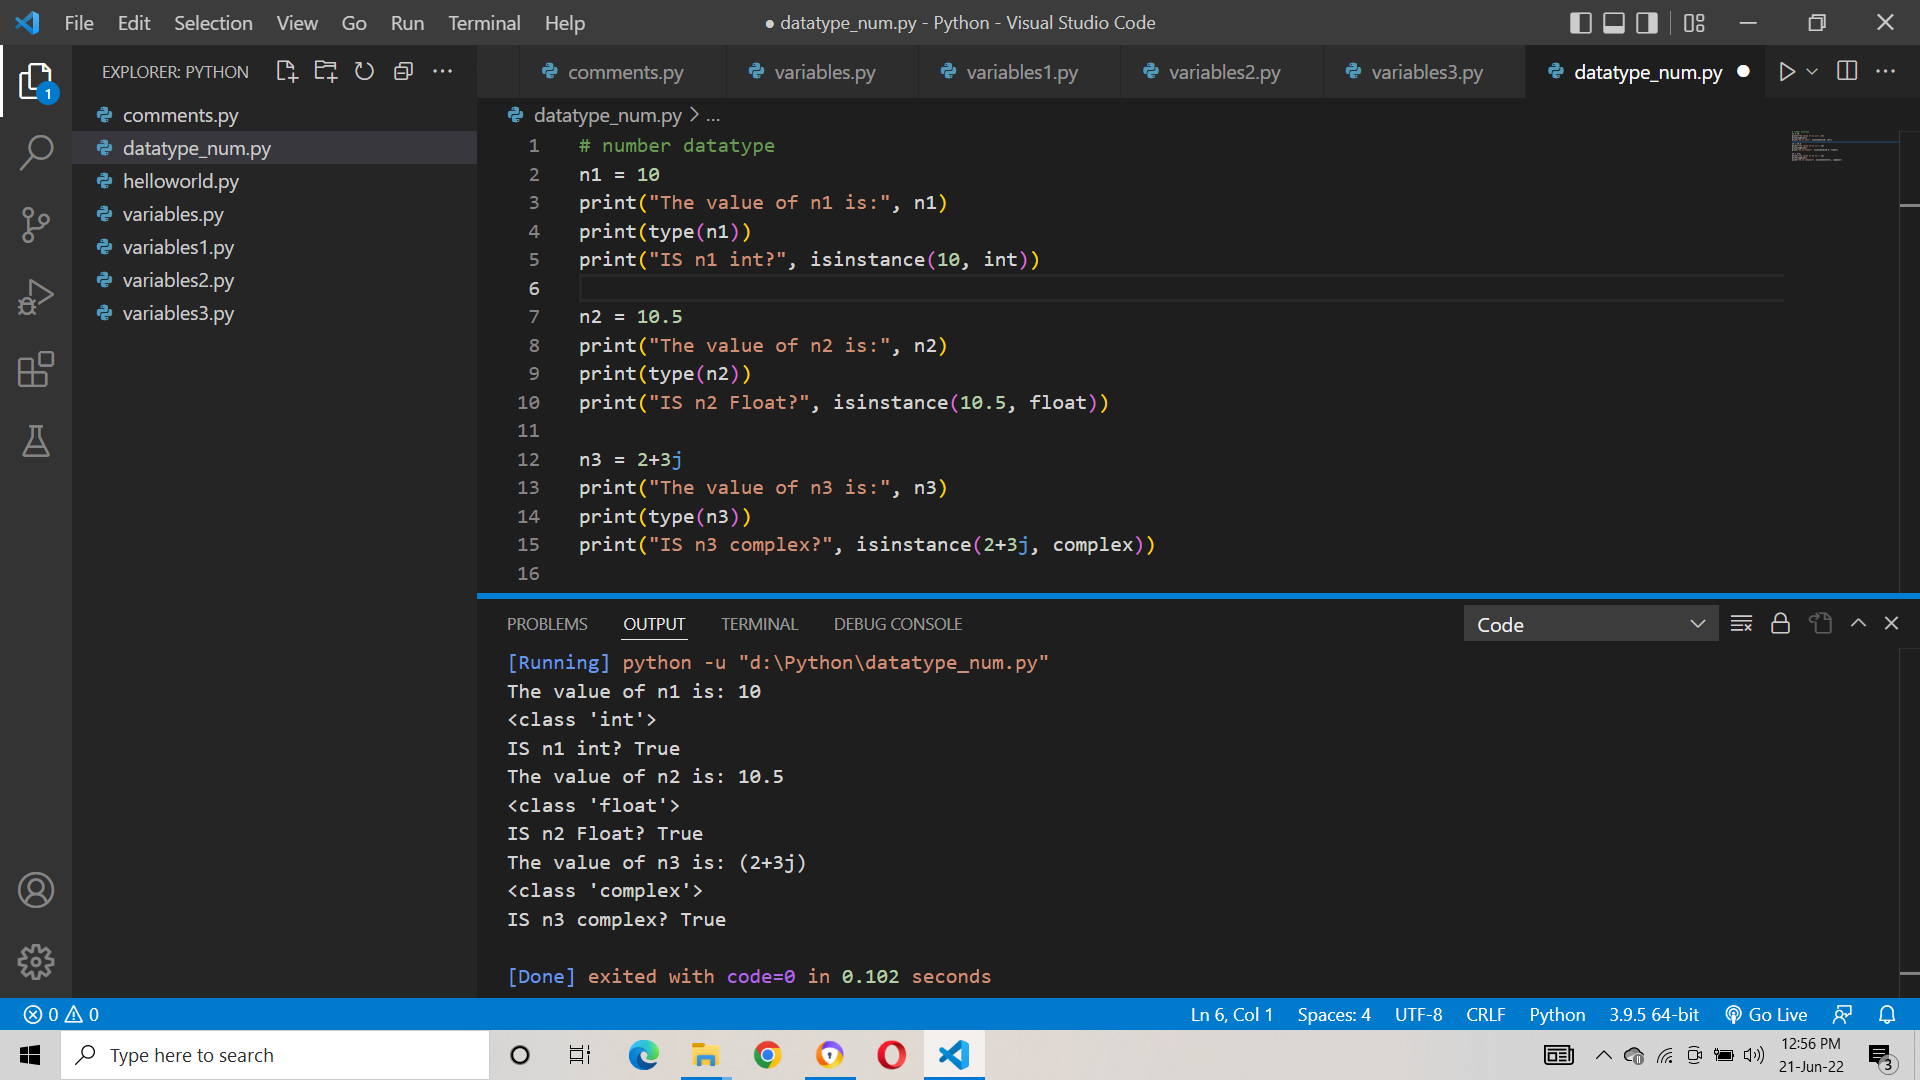 File Edit Selection View Go Run Terminal Help
● datatype_num.py - Python - Visual Studio Code
EXPLORER: PYTHON
1
comments.py
datatype_num.py
helloworld.py
variables.py
variables1.py
variables2.py
variables3.py
comments.py variables.py variables1.py variables2.py variables3.py datatype_num.py ●
datatype_num.py > ...
1 # number datatype
2 n1 = 10
3 print("The value of n1 is:", n1)
4 print(type(n1))
5 print("IS n1 int?", isinstance(10, int))
6
7 n2 = 10.5
8 print("The value of n2 is:", n2)
9 print(type(n2))
10 print("IS n2 Float?", isinstance(10.5, float))
11
12 n3 = 2+3j
13 print("The value of n3 is:", n3)
14 print(type(n3))
15 print("IS n3 complex?", isinstance(2+3j, complex))
16
PROBLEMS OUTPUT TERMINAL DEBUG CONSOLE
Code
[Running] python -u "d:\Python\datatype_num.py"
The value of n1 is: 10
<class 'int'>
IS n1 int? True
The value of n2 is: 10.5
<class 'float'>
IS n2 Float? True
The value of n3 is: (2+3j)
<class 'complex'>
IS n3 complex? True
[Done] exited with code=0 in 0.102 seconds
0 0
Ln 6, Col 1 Spaces: 4 UTF-8 CRLF Python 3.9.5 64-bit Go Live
Type here to search
12:56 PM
21-Jun-22
3